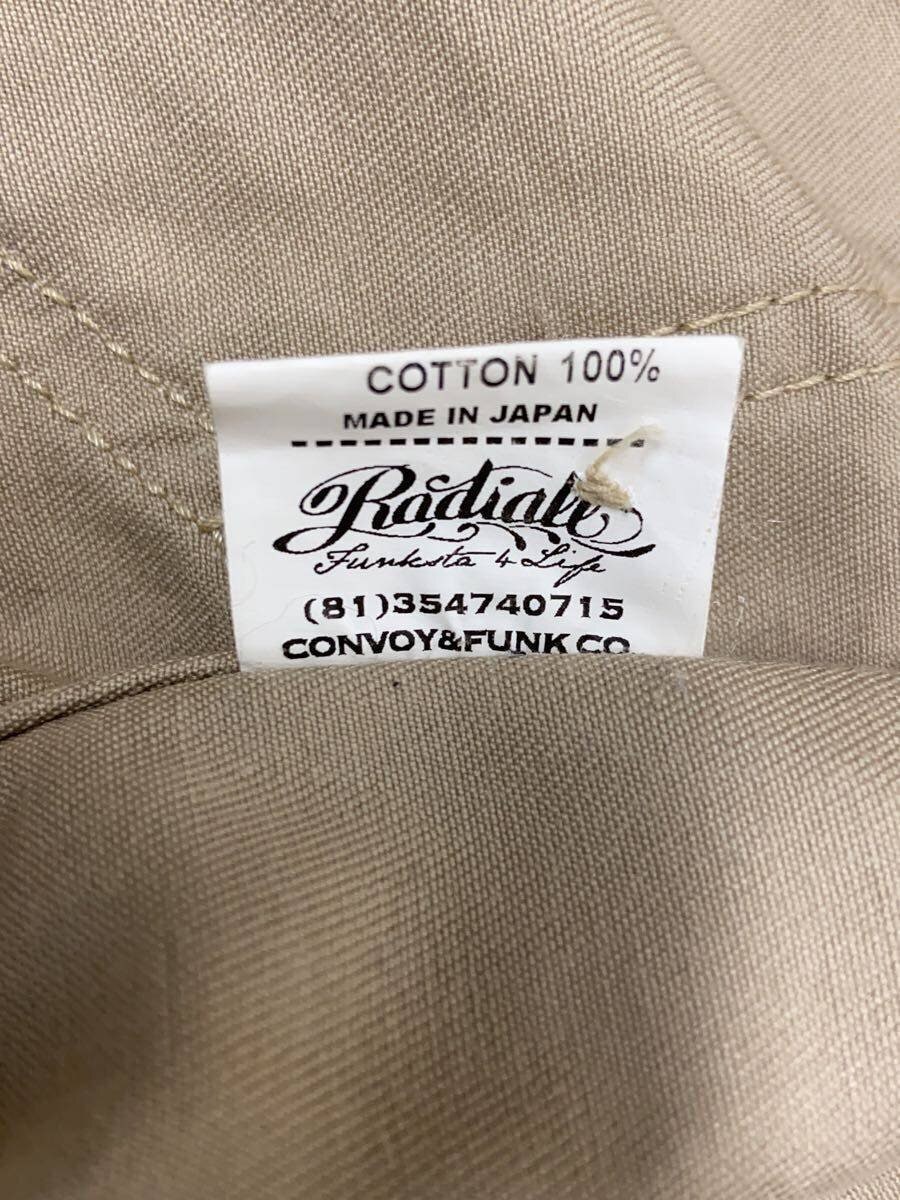 COTTON 100%
MADE IN JAPAN
Radiall
Funksta 4 Life
(81)354740715
CONVOY&FUNK CO.